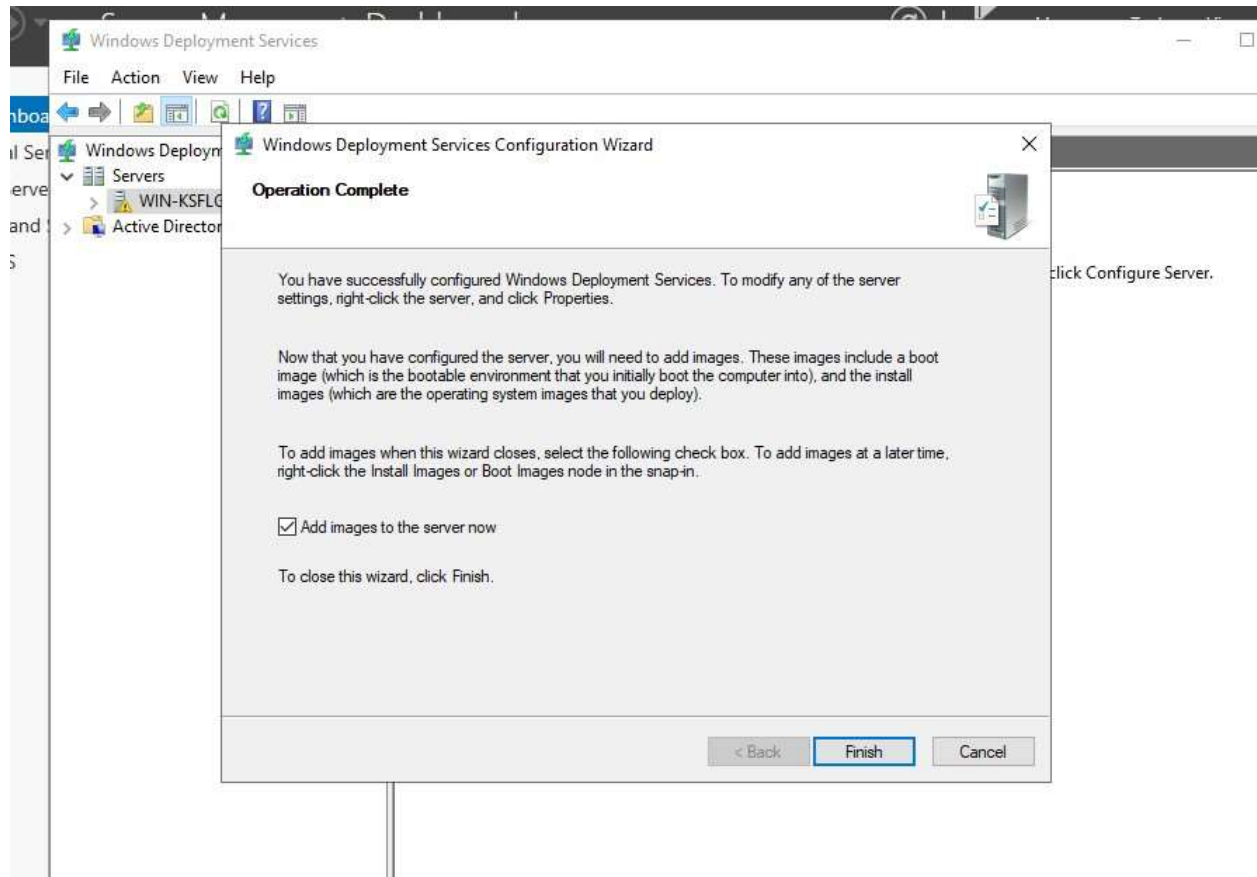 Windows Deployment Services
File Action View Help
Windows Deployment Services Configuration Wizard
Servers
Operation Complete
You have successfully configured Windows Deployment Services. To modify any of the server
settings, right-click the server, and click Properties.
click Configure Server.
Now that you have configured the server, you will need to add images. These images include a boot
image (which is the bootable environment that you initially boot the computer into), and the install
images (which are the operating system images that you deploy).
To add images when this wizard closes, select the following check box. To add images at a later time,
right-click the Install Images or Boot Images node in the snap-in.
Add images to the server now
To close this wizard, click Finish.
< Back Finish Cancel